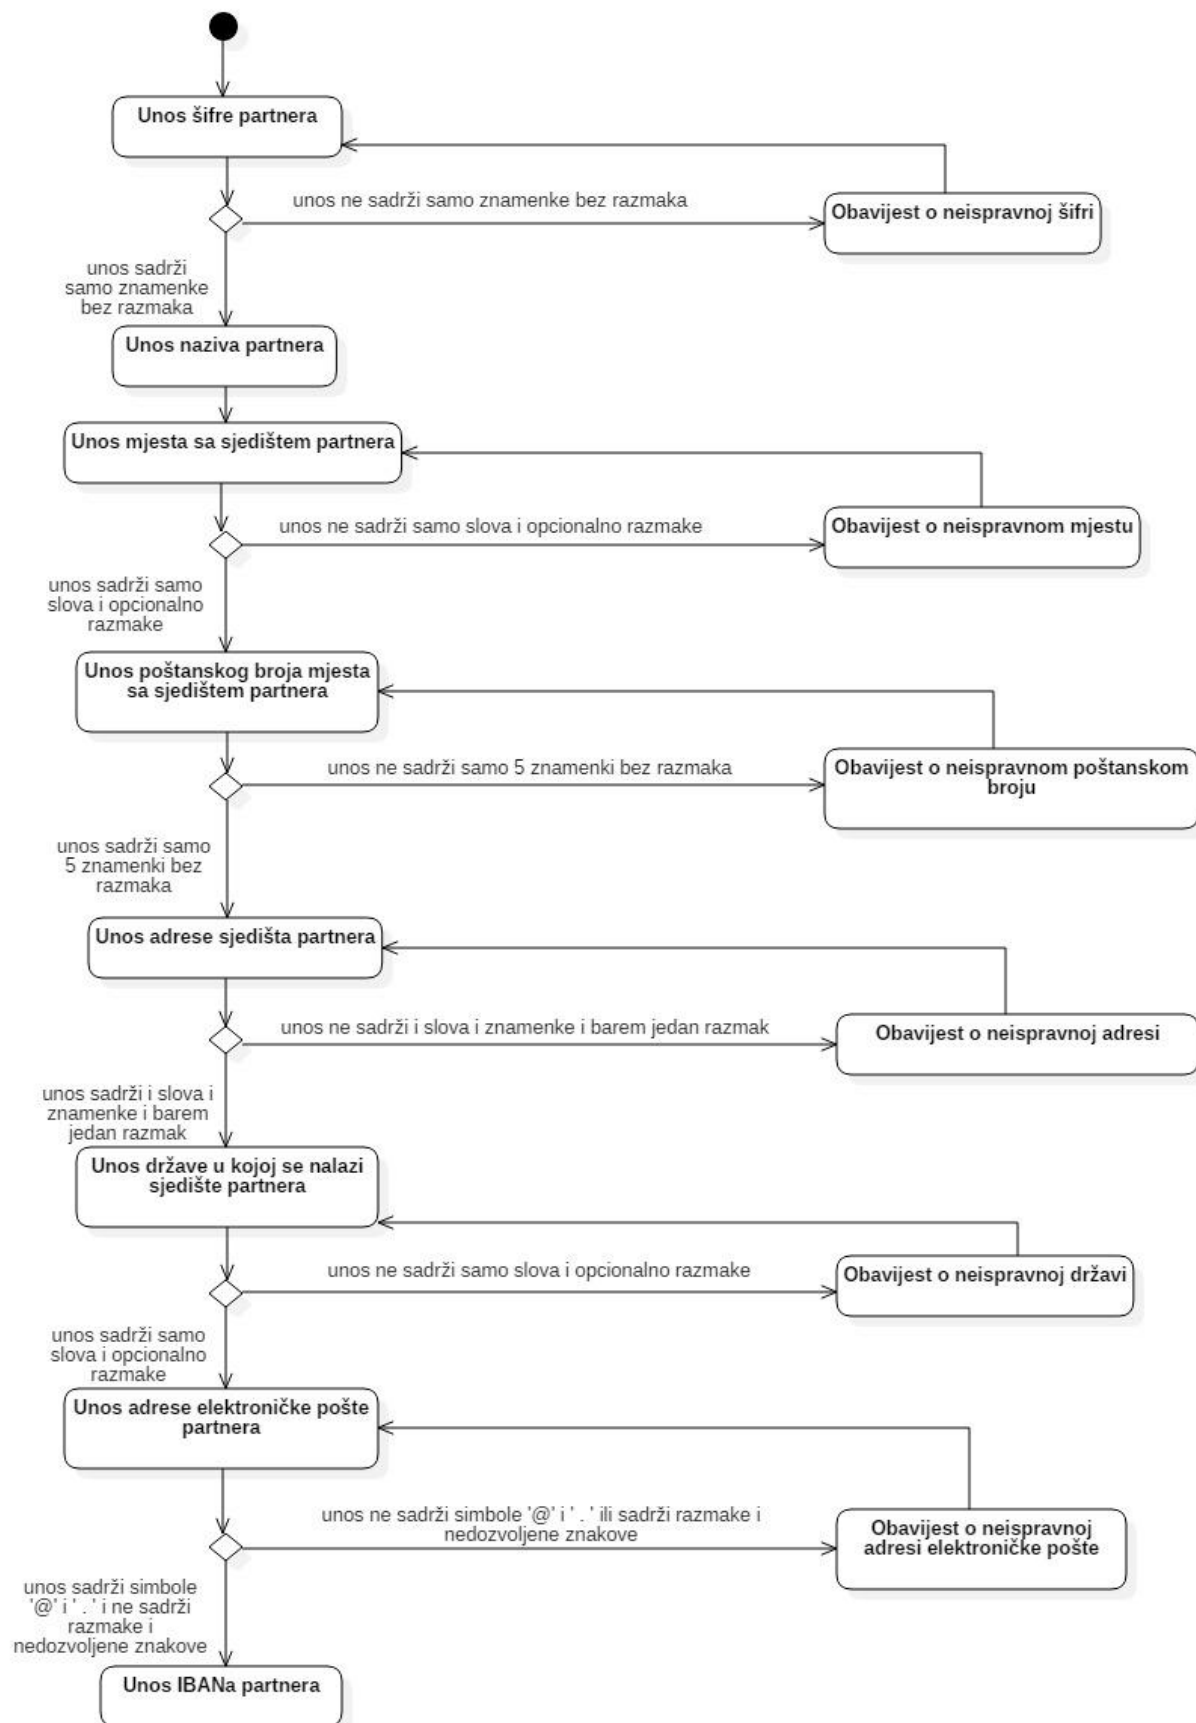 Unos šifre partnera
unos ne sadrži samo znamenke bez razmaka
Obavijest o neispravnoj šifri
unos sadrži
samo znamenke
bez razmaka
Unos naziva partnera
Unos mjesta sa sjedištem partnera
unos ne sadrži samo slova i opcionalno razmake
Obavijest o neispravnom mjestu
unos sadrži samo
slova i opcionalno
razmake
Unos poštanskog broja mjesta
sa sjedištem partnera
unos ne sadrži samo 5 znamenki bez razmaka
Obavijest o neispravnom poštanskom
broju
unos sadrži samo
5 znamenki bez
razmaka
Unos adrese sjedišta partnera
unos ne sadrži i slova i znamenke i barem jedan razmak
Obavijest o neispravnoj adresi
unos sadrži i slova i
znamenke i barem
jedan razmak
Unos države u kojoj se nalazi
sjedište partnera
unos ne sadrži samo slova i opcionalno razmake
Obavijest o neispravnoj državi
unos sadrži samo
slova i opcionalno
razmake
Unos adrese elektroničke pošte
partnera
unos ne sadrži simbole '@' i ' . ' ili sadrži razmake i
nedozvoljene znakove
Obavijest o neispravnoj
adresi elektroničke pošte
unos sadrži simbole
'@' i ' . ' i ne sadrži
razmake i
nedozvoljene znakove
Unos IBANa partnera